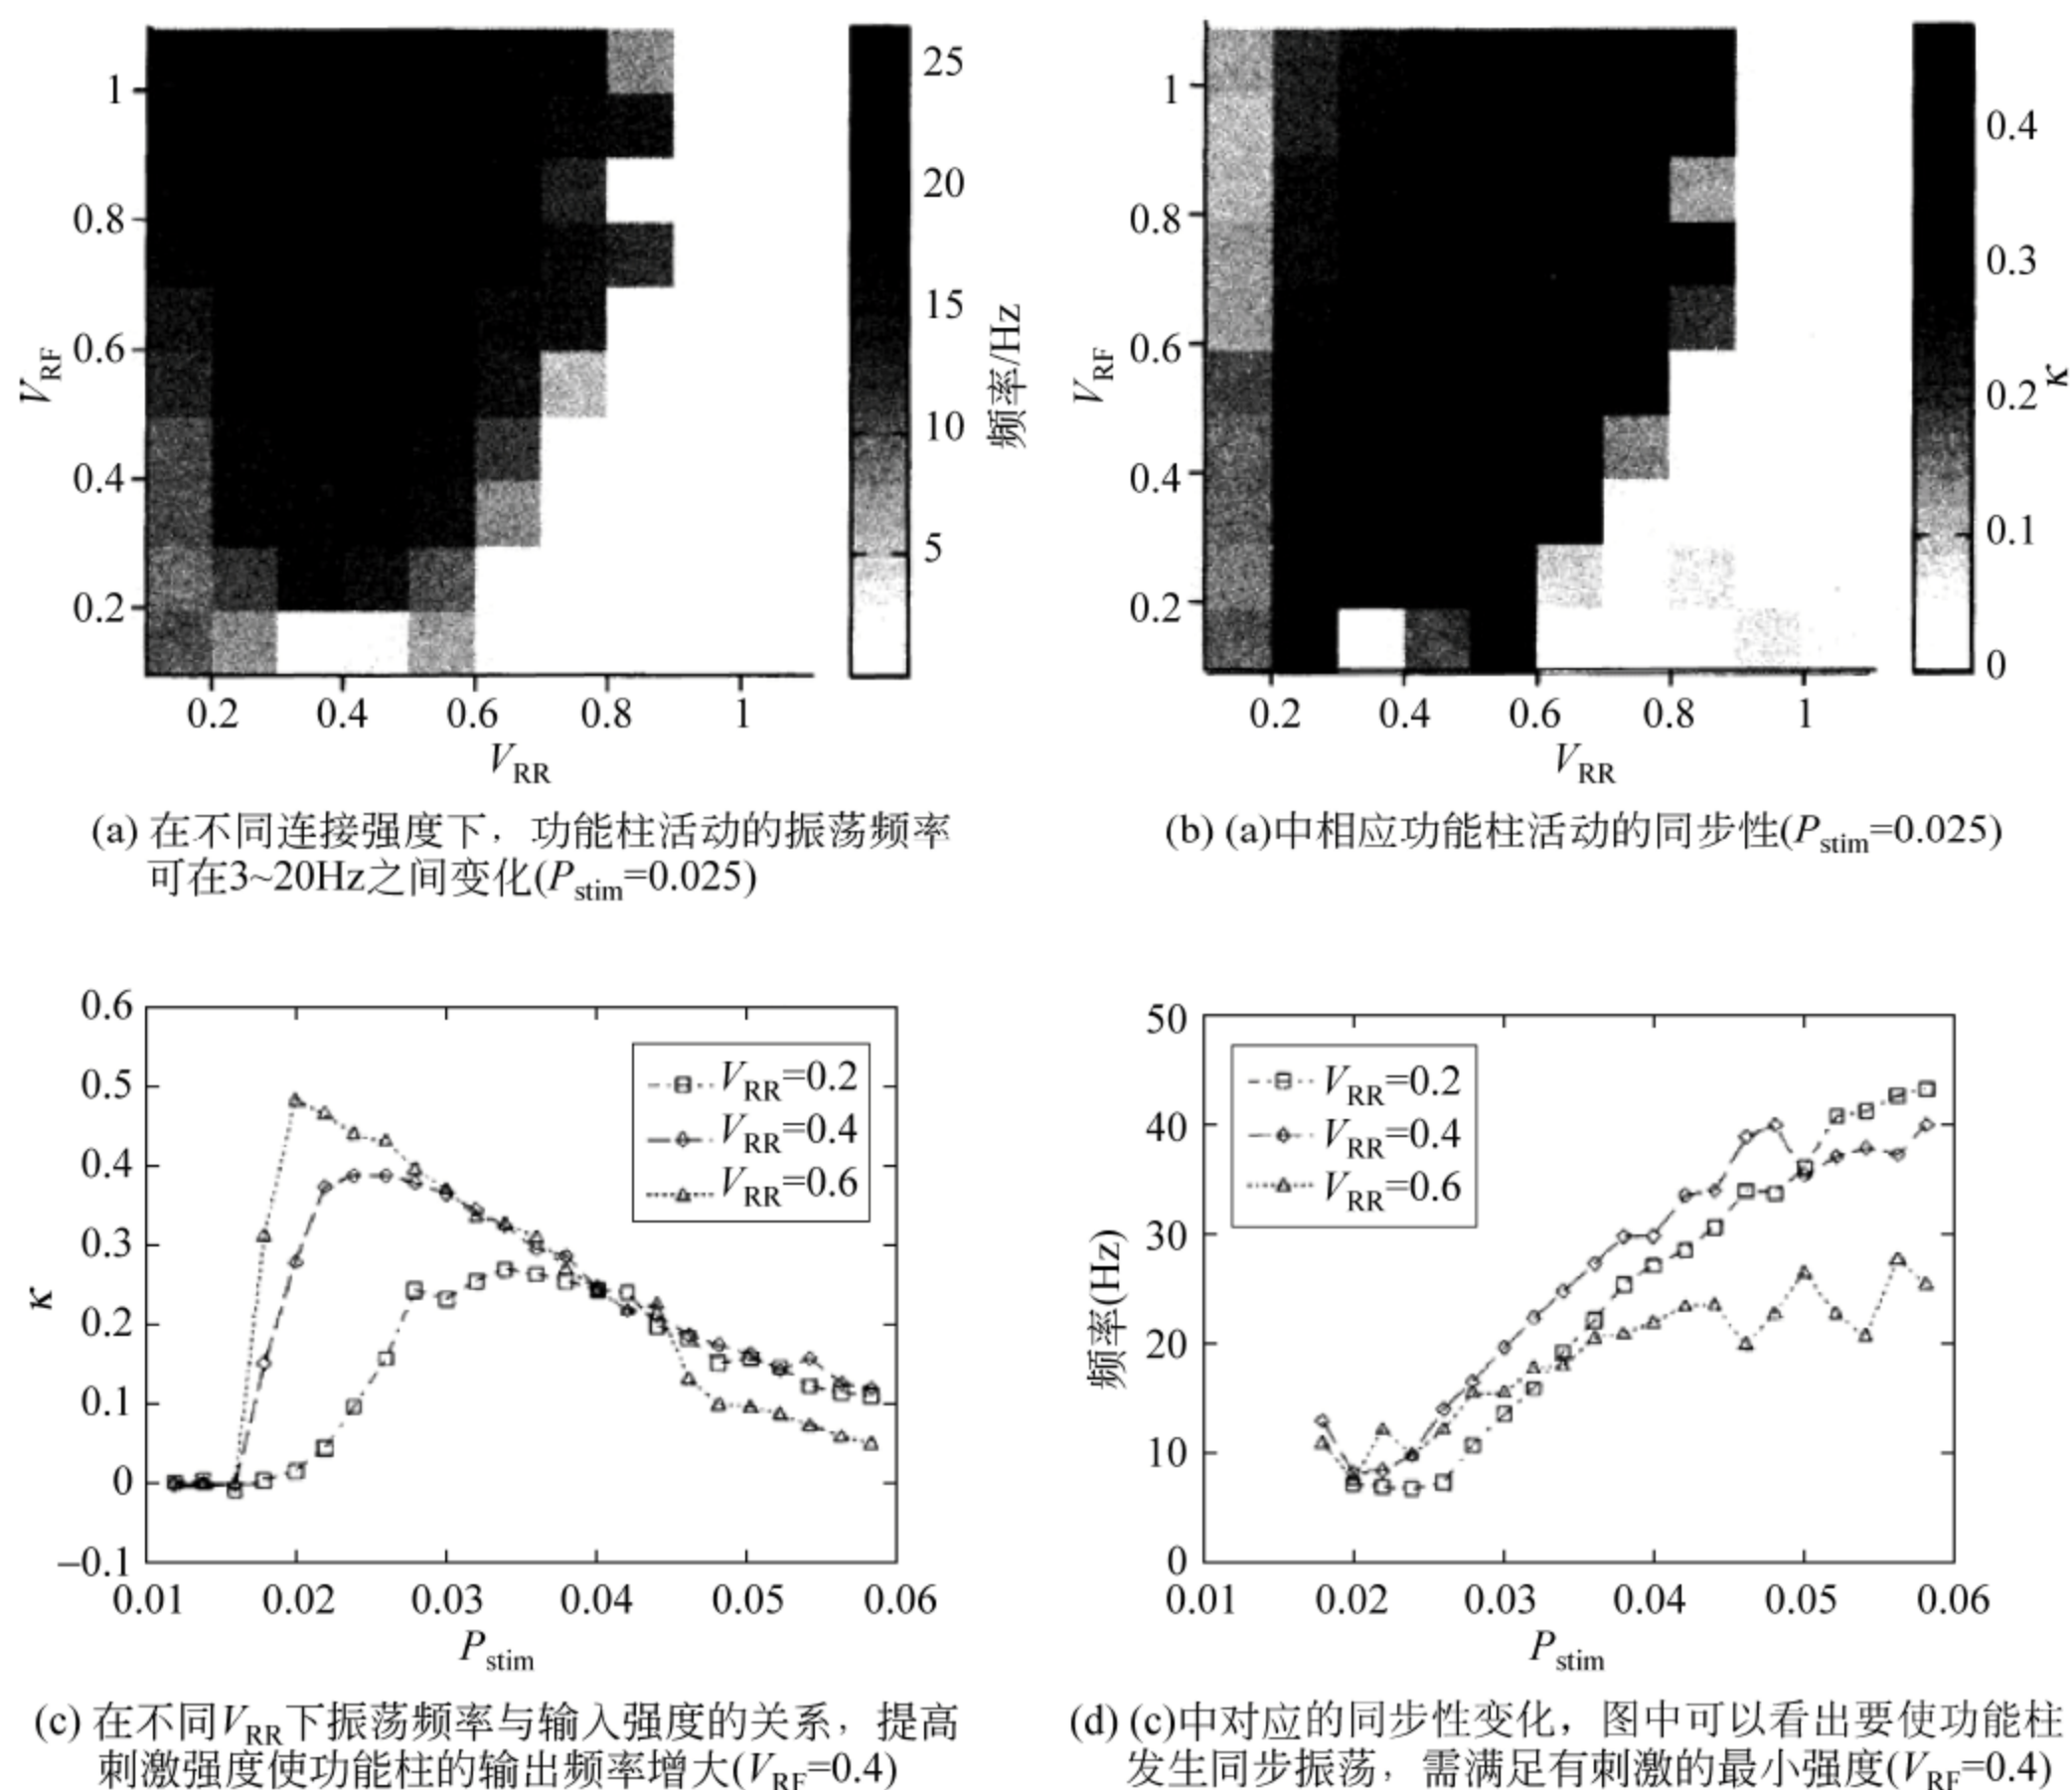 25
20
15
10
5
频率/Hz
1
0.8
0.6
0.4
0.2
V_RF
0.2 0.4 0.6 0.8 1
V_RR
(a) 在不同连接强度下，功能柱活动的振荡频率
可在3~20Hz之间变化(P_stim=0.025)
1
0.8
0.6
0.4
0.2
V_RF
0.4
0.3
0.2
0.1
0
κ
0.2 0.4 0.6 0.8 1
V_RR
(b) (a)中相应功能柱活动的同步性(P_stim=0.025)
0.6
0.5
0.4
0.3
0.2
0.1
0
–0.1
κ
V_RR=0.2
V_RR=0.4
V_RR=0.6
0.01 0.02 0.03 0.04 0.05 0.06
P_stim
(c) 在不同V_RR下振荡频率与输入强度的关系，提高
刺激强度使功能柱的输出频率增大(V_RF=0.4)
50
40
30
20
10
0
频率(Hz)
V_RR=0.2
V_RR=0.4
V_RR=0.6
0.01 0.02 0.03 0.04 0.05 0.06
P_stim
(d) (c)中对应的同步性变化，图中可以看出要使功能柱
发生同步振荡，需满足有刺激的最小强度(V_RF=0.4)